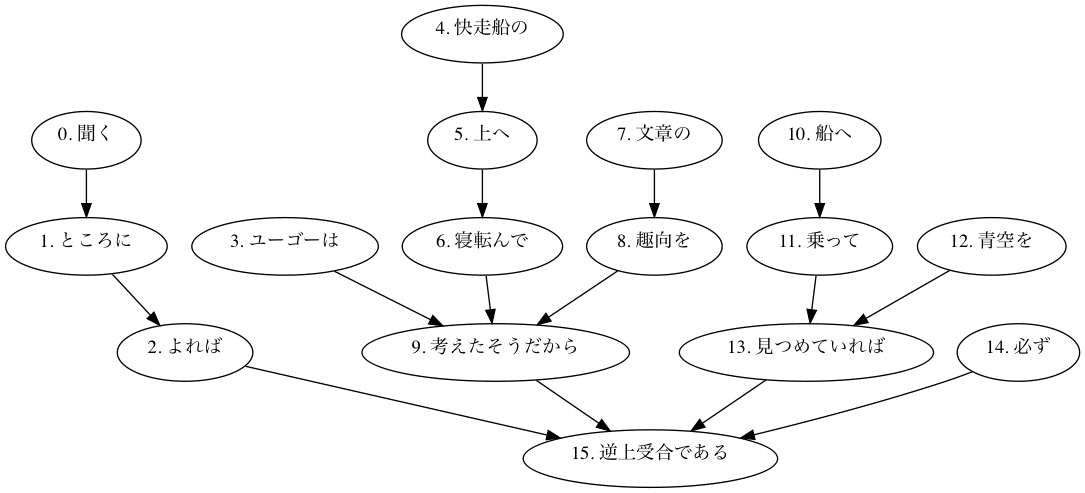 4. 快走船の
0. 聞く
5. 上へ
7. 文章の
10. 船へ
1. ところに
3. ユーゴーは
6. 寝転んで
8. 趣向を
11. 乗って
12. 青空を
2. よれば
9. 考えたそうだから
13. 見つめていれば
14. 必ず
15. 逆上受合である